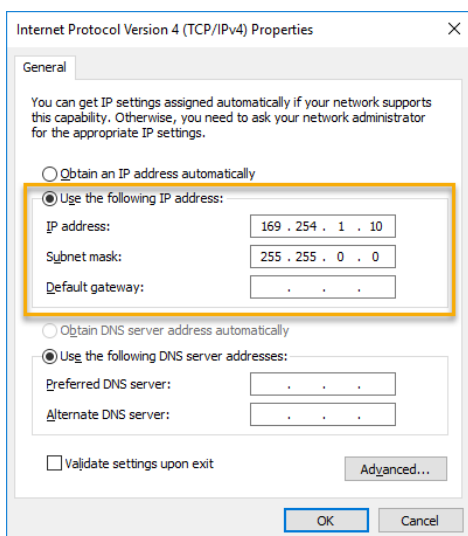 Internet Protocol Version 4 (TCP/IPv4) Properties
General
You can get IP settings assigned automatically if your network supports
this capability. Otherwise, you need to ask your network administrator
for the appropriate IP settings.
Obtain an IP address automatically
Use the following IP address:
IP address: 169 . 254 . 1 . 10
Subnet mask: 255 . 255 . 0 . 0
Default gateway: . . .
Obtain DNS server address automatically
Use the following DNS server addresses:
Preferred DNS server: . . .
Alternate DNS server: . . .
Validate settings upon exit
Advanced...
OK Cancel